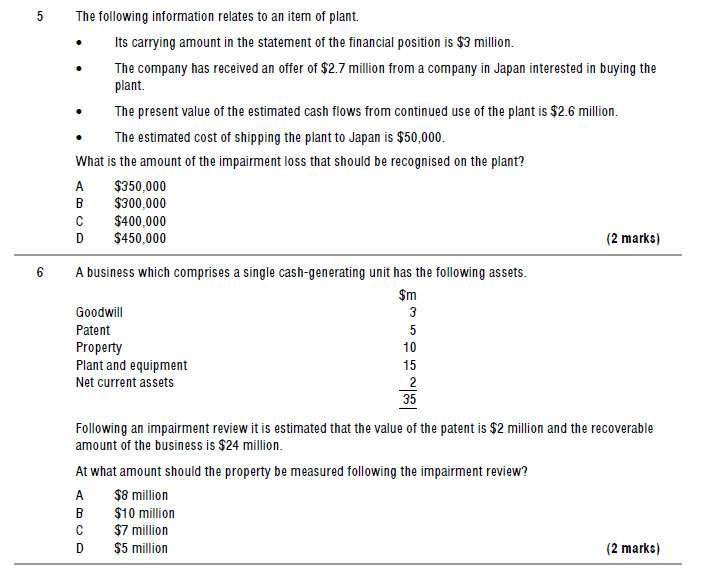 5 The following information relates to an item of plant.
• Its carrying amount in the statement of the financial position is $3 million.
• The company has received an offer of $2.7 million from a company in Japan interested in buying the
plant.
• The present value of the estimated cash flows from continued use of the plant is $2.6 million.
• The estimated cost of shipping the plant to Japan is $50,000.
What is the amount of the impairment loss that should be recognised on the plant?
A $350,000
B $300,000
C $400,000
D $450,000 (2 marks)
6 A business which comprises a single cash-generating unit has the following assets.
$m
Goodwill 3
Patent 5
Property 10
Plant and equipment 15
Net current assets 2
35
Following an impairment review it is estimated that the value of the patent is $2 million and the recoverable
amount of the business is $24 million.
At what amount should the property be measured following the impairment review?
A $8 million
B $10 million
C $7 million
D $5 million (2 marks)